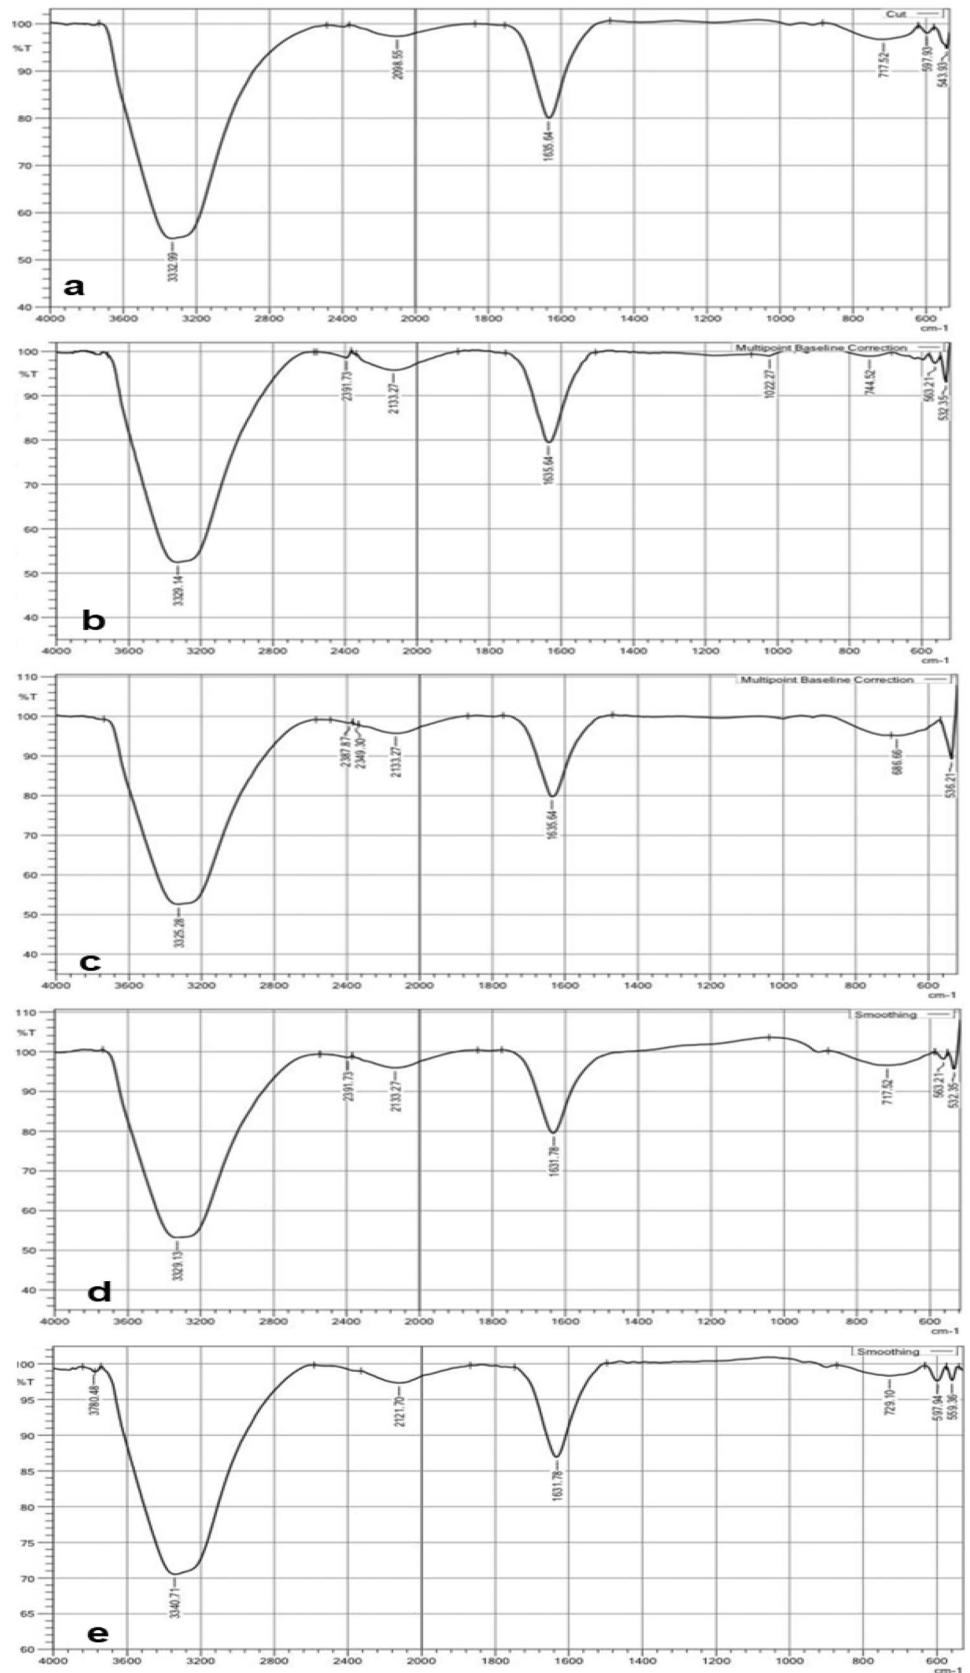 Cut
100
%T
90
80
70
60
50
40
2098.55
1635.64
717.52
597.93
543.93
3332.99
a
4000 3600 3200 2800 2400 2000 1800 1600 1400 1200 1000 800 600
cm-1
Multipoint Baseline Correction
100
%T
90
80
70
60
50
40
2391.73
2133.27
1022.27
744.52
563.21
532.35
1635.64
3329.14
b
4000 3600 3200 2800 2400 2000 1800 1600 1400 1200 1000 800 600
cm-1
110
Multipoint Baseline Correction
%T
100
90
80
70
60
50
40
2387.87
2349.30
2133.27
686.66
536.21
1635.64
3325.28
c
4000 3600 3200 2800 2400 2000 1800 1600 1400 1200 1000 800 600
cm-1
110
Smoothing
%T
100
90
80
70
60
50
40
2391.73
2133.27
717.52
563.21
532.35
1631.78
3329.13
d
4000 3600 3200 2800 2400 2000 1800 1600 1400 1200 1000 800 600
cm-1
Smoothing
100
%T
95
90
85
80
75
70
65
60
3780.48
2121.70
729.10
597.94
559.36
1631.78
3340.71
e
4000 3600 3200 2800 2400 2000 1800 1600 1400 1200 1000 800 600
cm-1